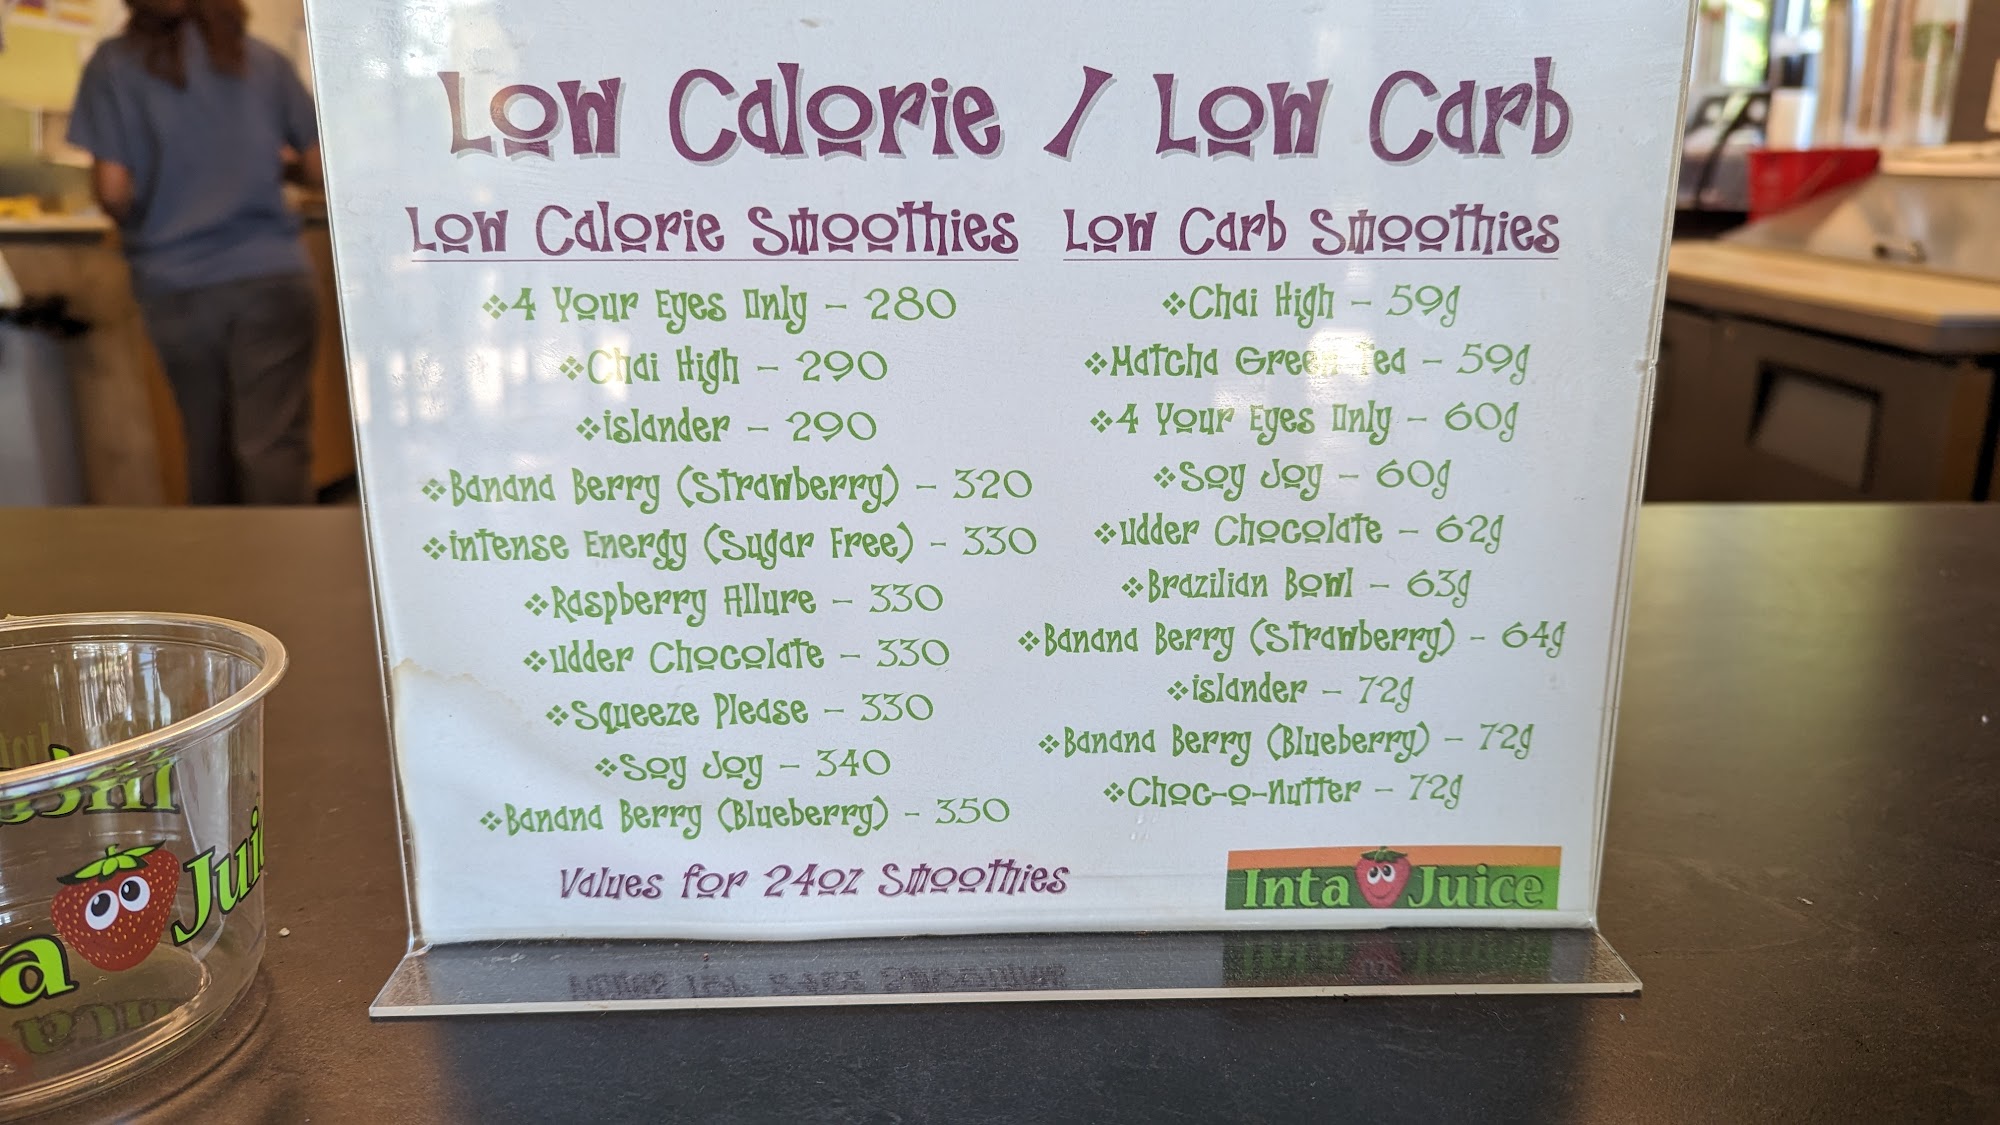 Low Calorie / Low Carb
Low Calorie Smoothies
❖4 Your Eyes Only – 280
❖Chai High – 290
❖islander – 290
❖Banana Berry (Strawberry) – 320
❖intense Energy (Sugar Free) – 330
❖Raspberry Allure – 330
❖udder Chocolate – 330
❖Squeeze Please – 330
❖Soy Joy – 340
❖Banana Berry (Blueberry) – 350
Low Carb Smoothies
❖Chai High – 59g
❖Matcha Green Tea – 59g
❖4 Your Eyes Only – 60g
❖Soy Joy – 60g
❖udder Chocolate – 62g
❖Brazilian Bowl – 63g
❖Banana Berry (Strawberry) – 64g
❖islander – 72g
❖Banana Berry (Blueberry) – 72g
❖Choc-o-Nutter – 72g
Values for 24oz Smoothies
Inta Juice
a Juic